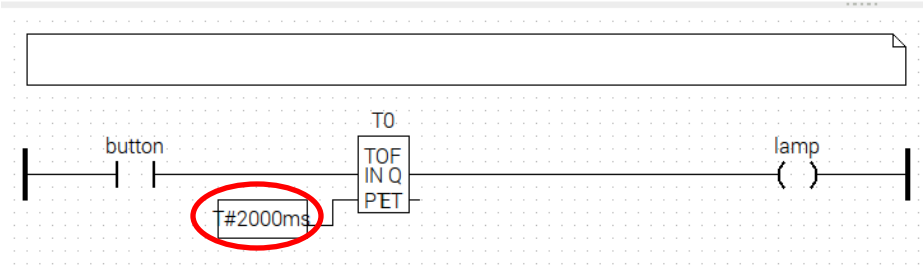 T0
button
lamp
TOF
IN Q
PT ET
T#2000ms